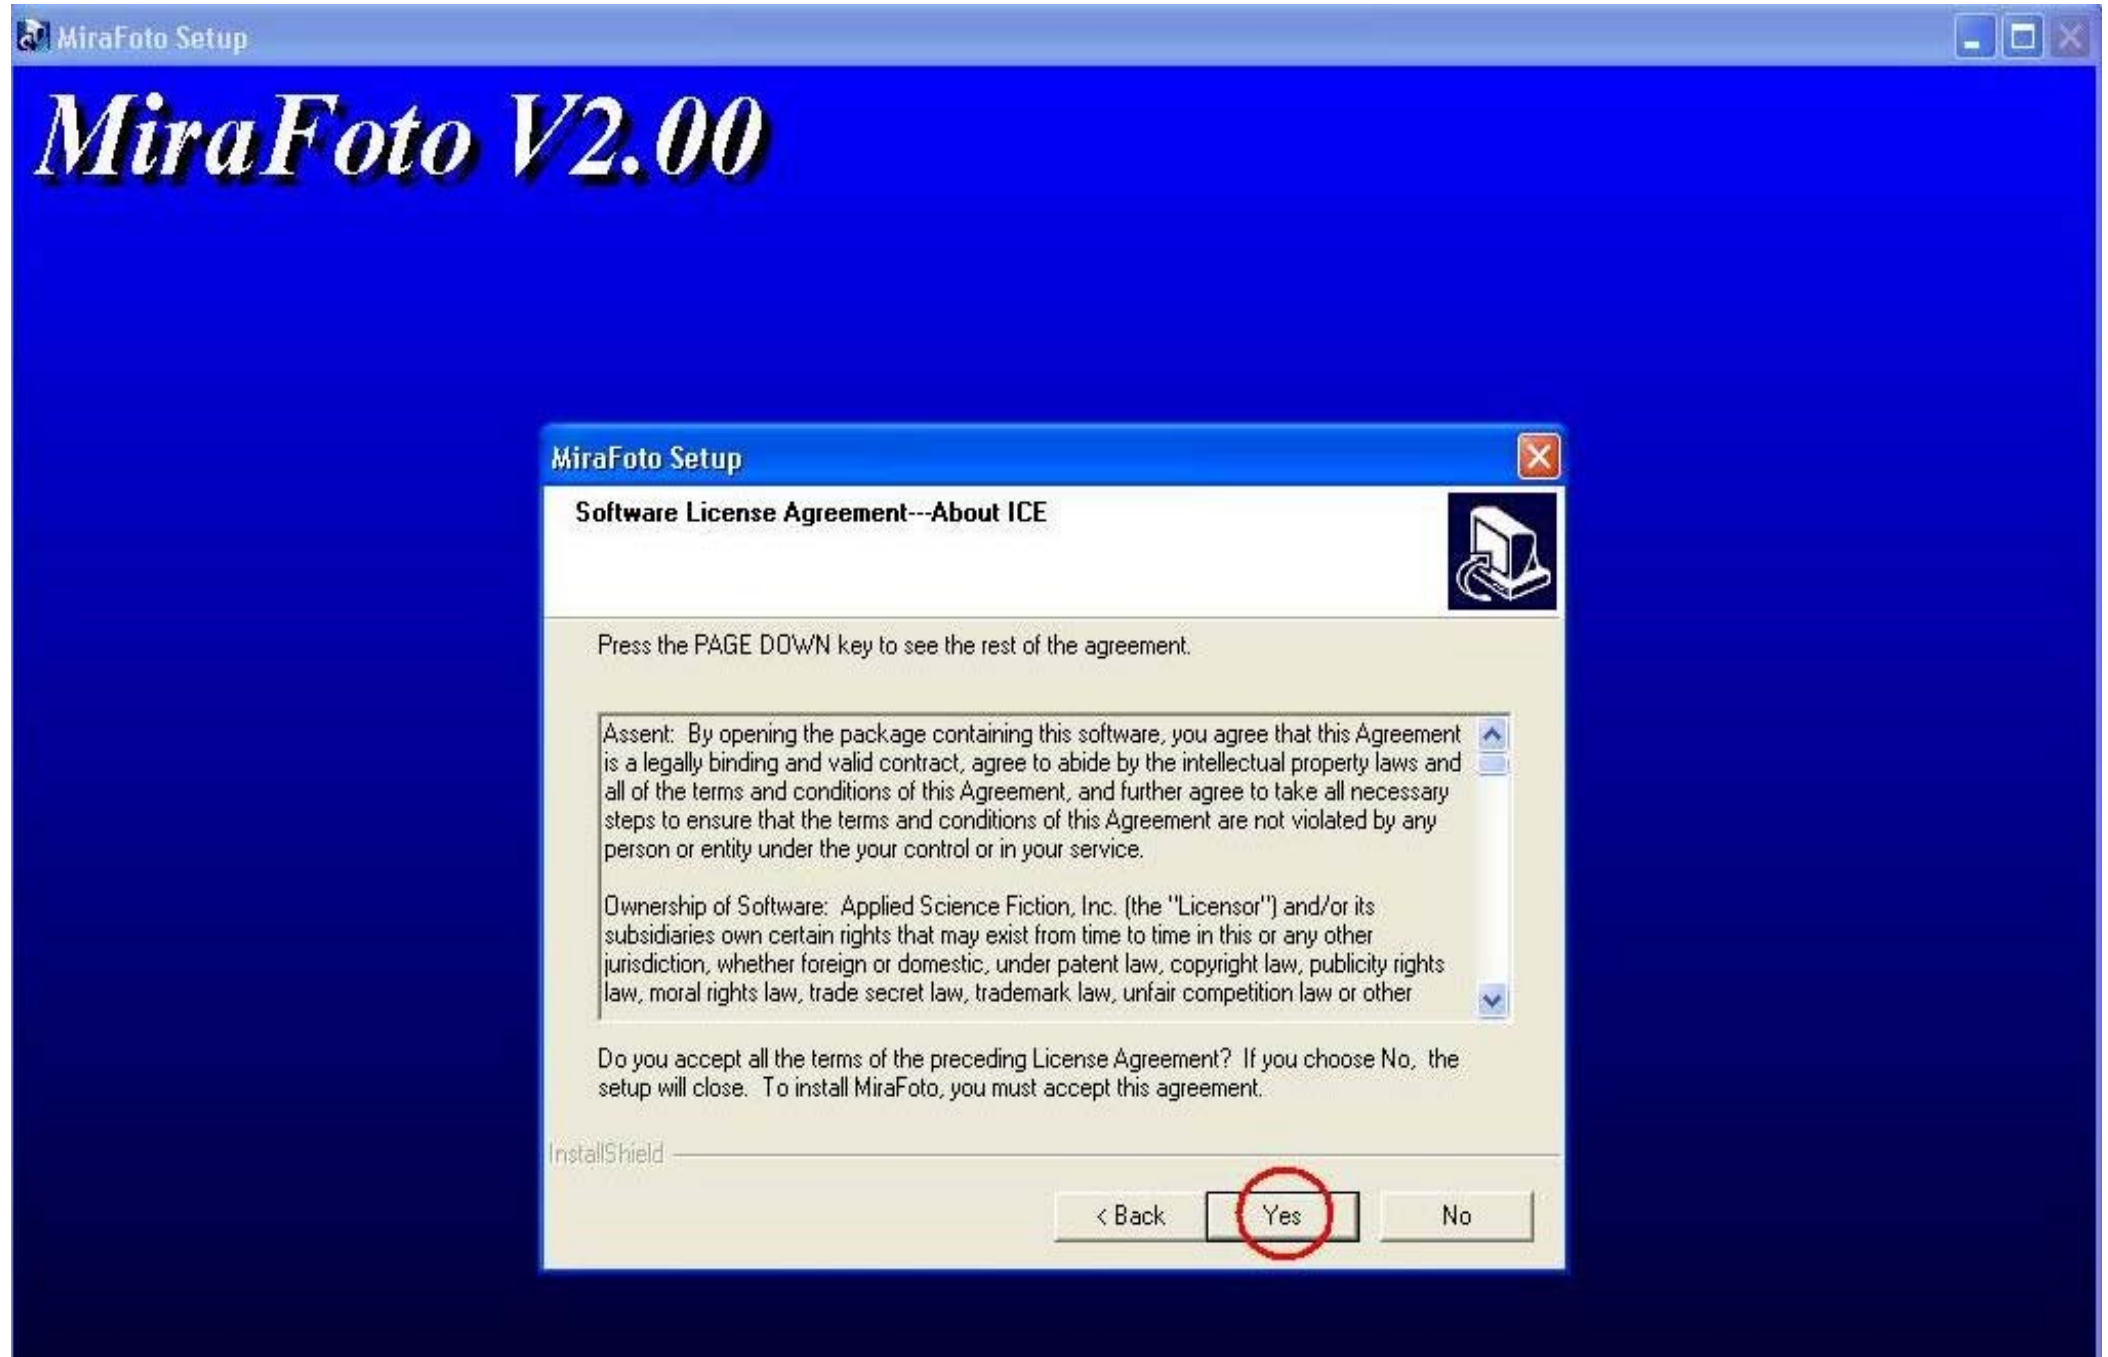 MiraFoto Setup
MiraFoto V2.00
MiraFoto Setup
Software License Agreement---About ICE
Press the PAGE DOWN key to see the rest of the agreement.
Assent:  By opening the package containing this software, you agree that this Agreement
is a legally binding and valid contract, agree to abide by the intellectual property laws and
all of the terms and conditions of this Agreement, and further agree to take all necessary
steps to ensure that the terms and conditions of this Agreement are not violated by any
person or entity under the your control or in your service.
Ownership of Software:  Applied Science Fiction, Inc. (the "Licensor") and/or its
subsidiaries own certain rights that may exist from time to time in this or any other
jurisdiction, whether foreign or domestic, under patent law, copyright law, publicity rights
law, moral rights law, trade secret law, trademark law, unfair competition law or other
Do you accept all the terms of the preceding License Agreement?  If you choose No,  the
setup will close.  To install MiraFoto, you must accept this agreement.
InstallShield
< Back Yes No